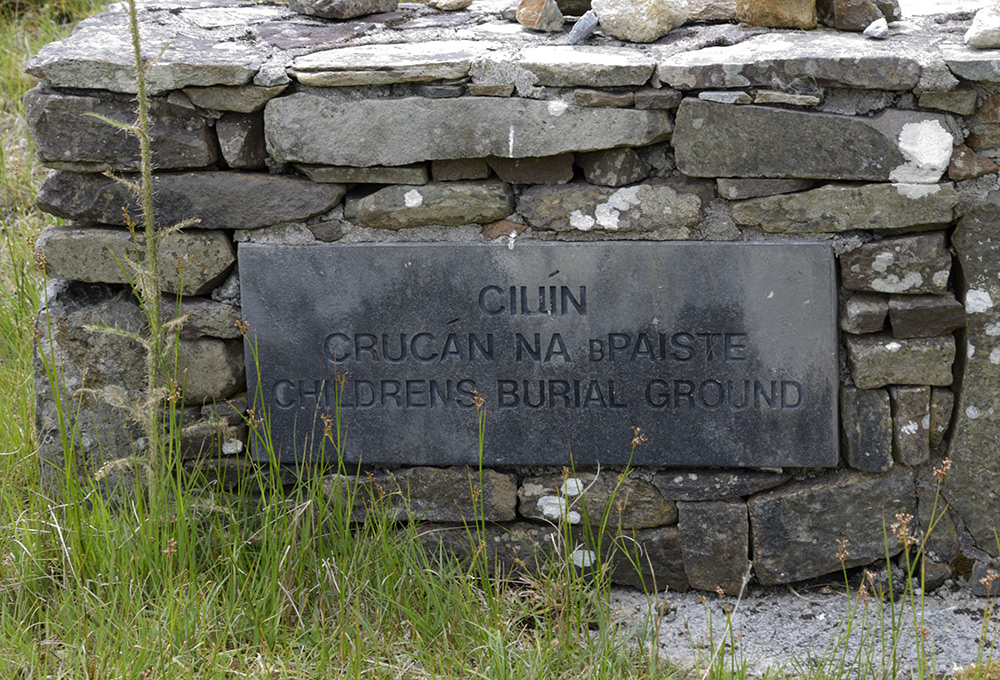 CILLÍN
CRUCÁN NA bPAISTE
CHILDRENS BURIAL GROUND